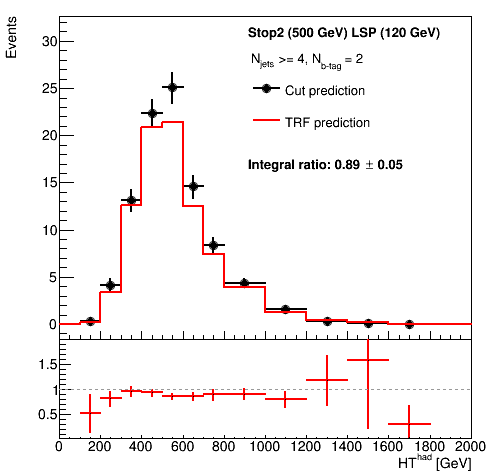 Events
Stop2 (500 GeV) LSP (120 GeV)
N_jets >= 4, N_b-tag = 2
Cut prediction
TRF prediction
Integral ratio: 0.89 ± 0.05
30
25
20
15
10
5
0
1.5
1
0.5
0 200 400 600 800 1000 1200 1400 1600 1800 2000
HT^had [GeV]